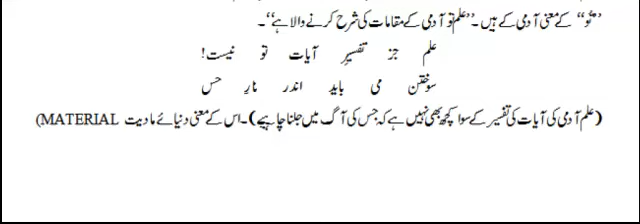 ”تُو“ کے معنی آدمی کے ہیں۔ ”علم تو آدمی کے مقامات کی شرح کرنے والا ہے“۔
علم جز تفسیرِ آیات تو نیست!
سوختن می باید اندر نارِ حس
(علم آدمی کی آیات کی تفسیر کے سوا کچھ بھی نہیں ہے کہ جس کی آگ میں جلنا چاہیے)۔ اس کے معنی دنیائے مادیت MATERIAL)